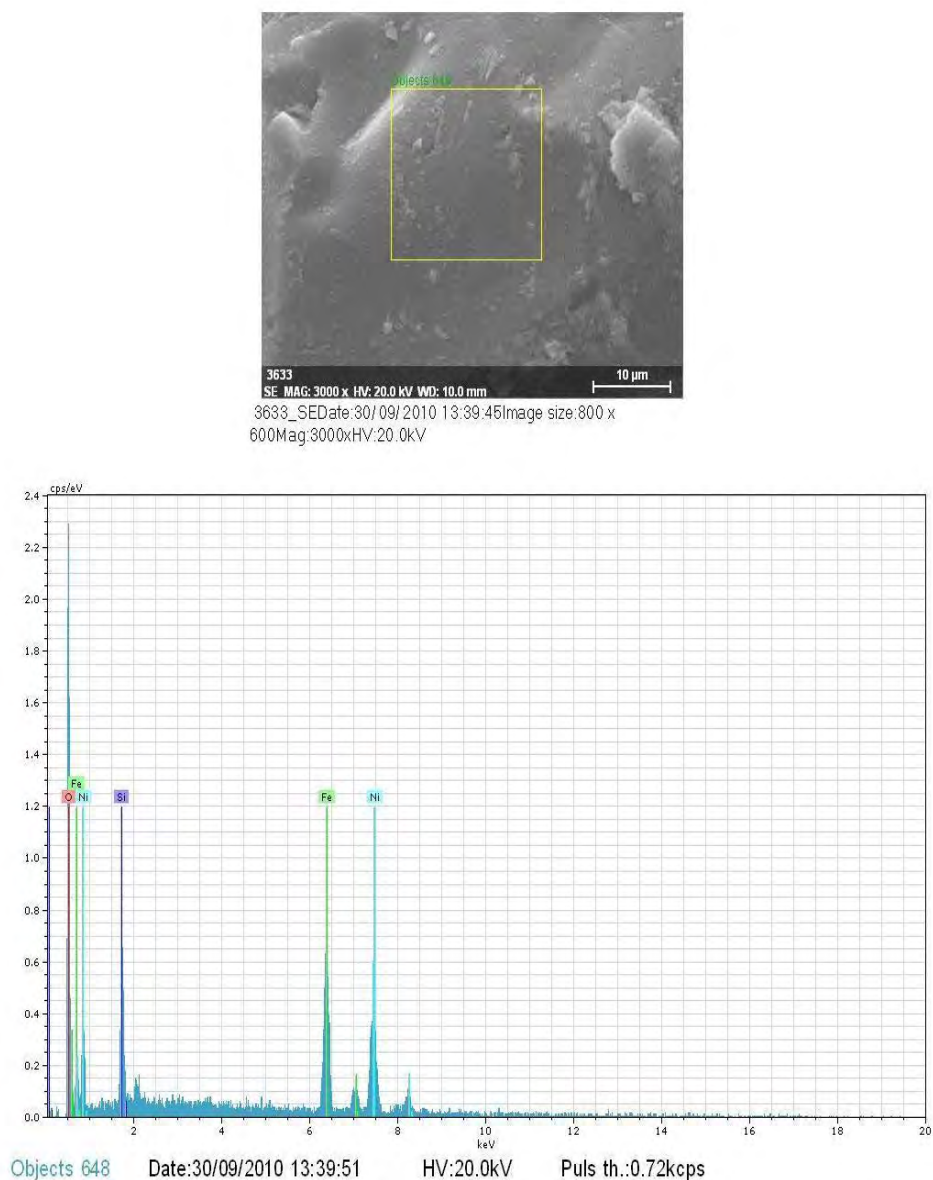 Objects 648
3633
10 µm
SE MAG: 3000 x HV: 20.0 kV WD: 10.0 mm
3633_SEDate:30/09/2010 13:39:45Image size:800 x
600Mag:3000xHV:20.0kV
cps/eV
2.4
2.2
2.0
1.8
1.6
1.4
Fe
1.2
O Ni Si Fe Ni
1.0
0.8
0.6
0.4
0.2
0.0
2 4 6 8 10 12 14 16 18 20
keV
Objects 648 Date:30/09/2010 13:39:51 HV:20.0kV Puls th.:0.72kcps